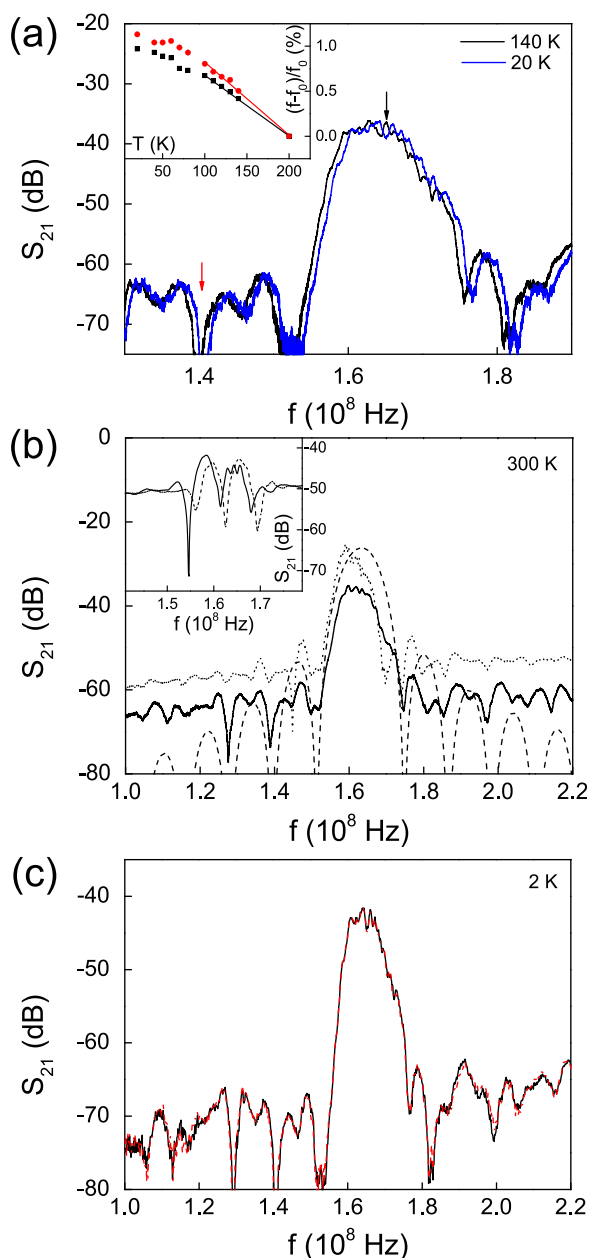 (a)
-20
-30
-40
-50
-60
-70
S21 (dB)
1.4 1.6 1.8
f (10^8 Hz)
140 K
20 K
1.0
0.5
0.0
(f-f0)/f0 (%)
T (K)
50 100 150 200
(b)
0
-20
-40
-60
-80
S21 (dB)
300 K
-40
-50
-60
-70
S21 (dB)
1.5 1.6 1.7
f (10^8 Hz)
1.0 1.2 1.4 1.6 1.8 2.0 2.2
f (10^8 Hz)
(c)
2 K
-40
-50
-60
-70
-80
S21 (dB)
1.0 1.2 1.4 1.6 1.8 2.0 2.2
f (10^8 Hz)